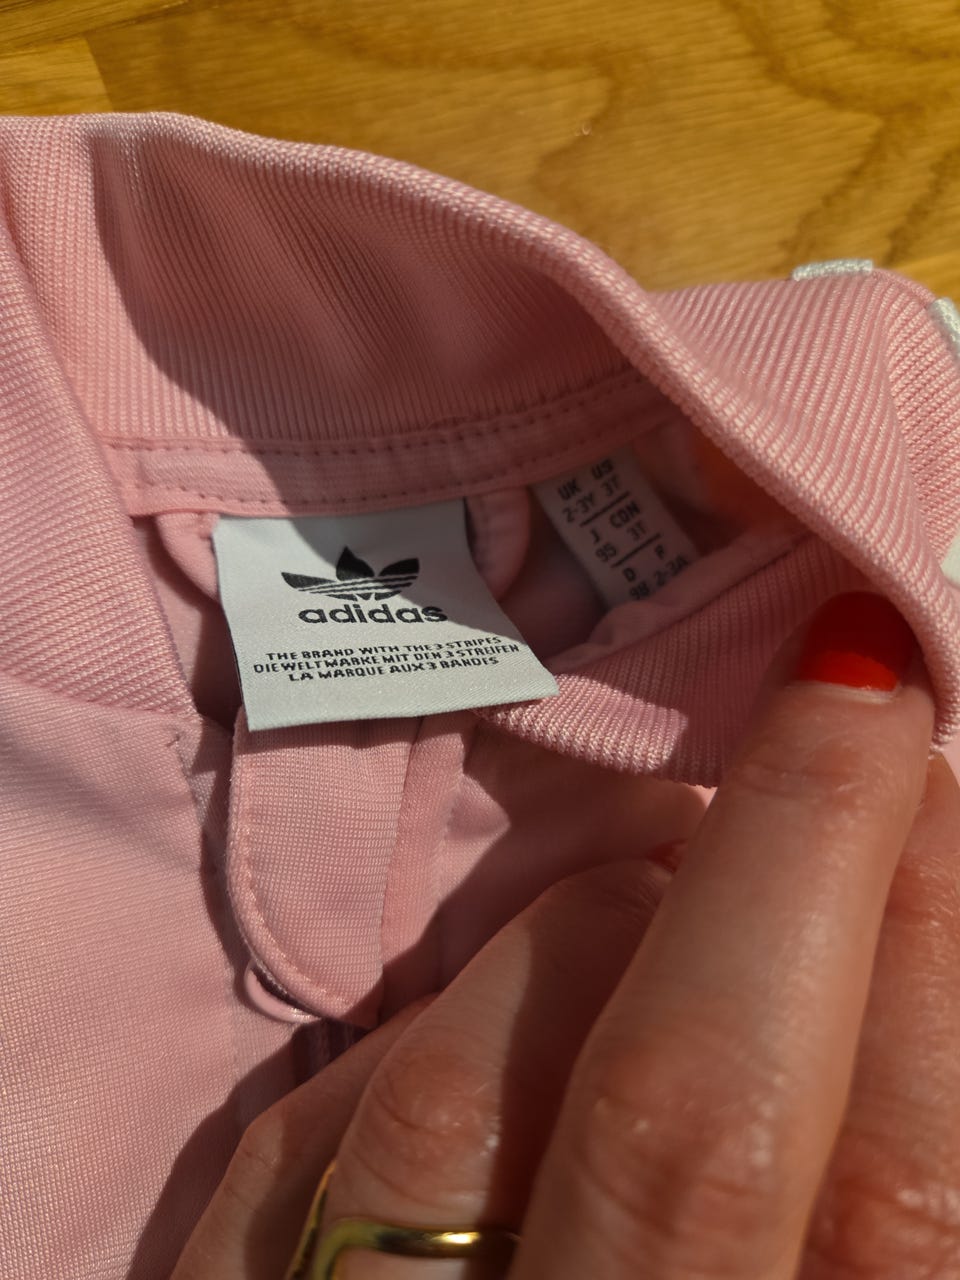 adidas
THE BRAND WITH THE 3 STRIPES
DIE WELTMARKE MIT DEN 3 STREIFEN
LA MARQUE AUX 3 BANDES
UK US
2-3Y 3T
J CDN
95 3T
D P
98 2-3A